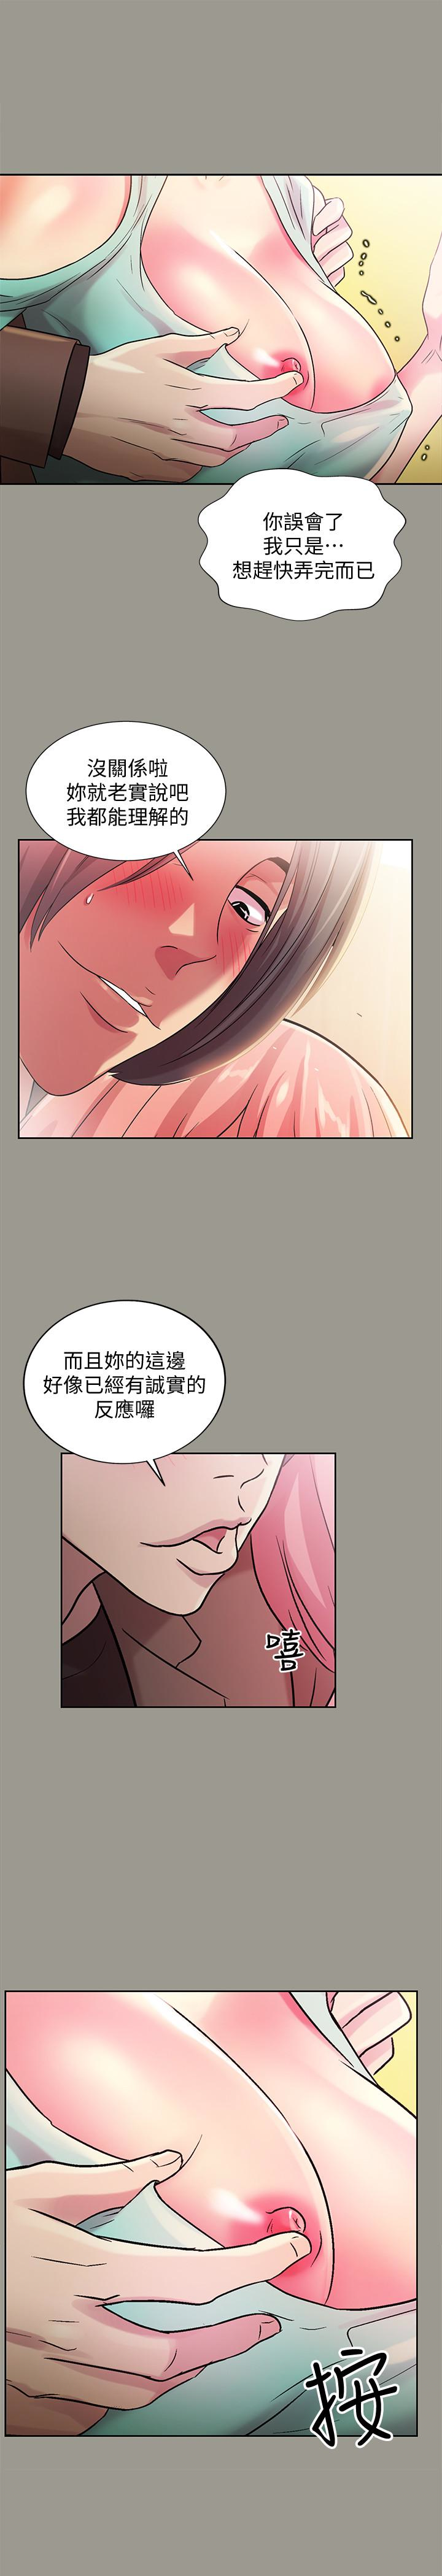 你誤會了
我只是…
想趕快弄完而已
沒關係啦
妳就老實說吧
我都能理解的
而且妳的這邊
好像已經有誠實的
反應囉
嘻
按